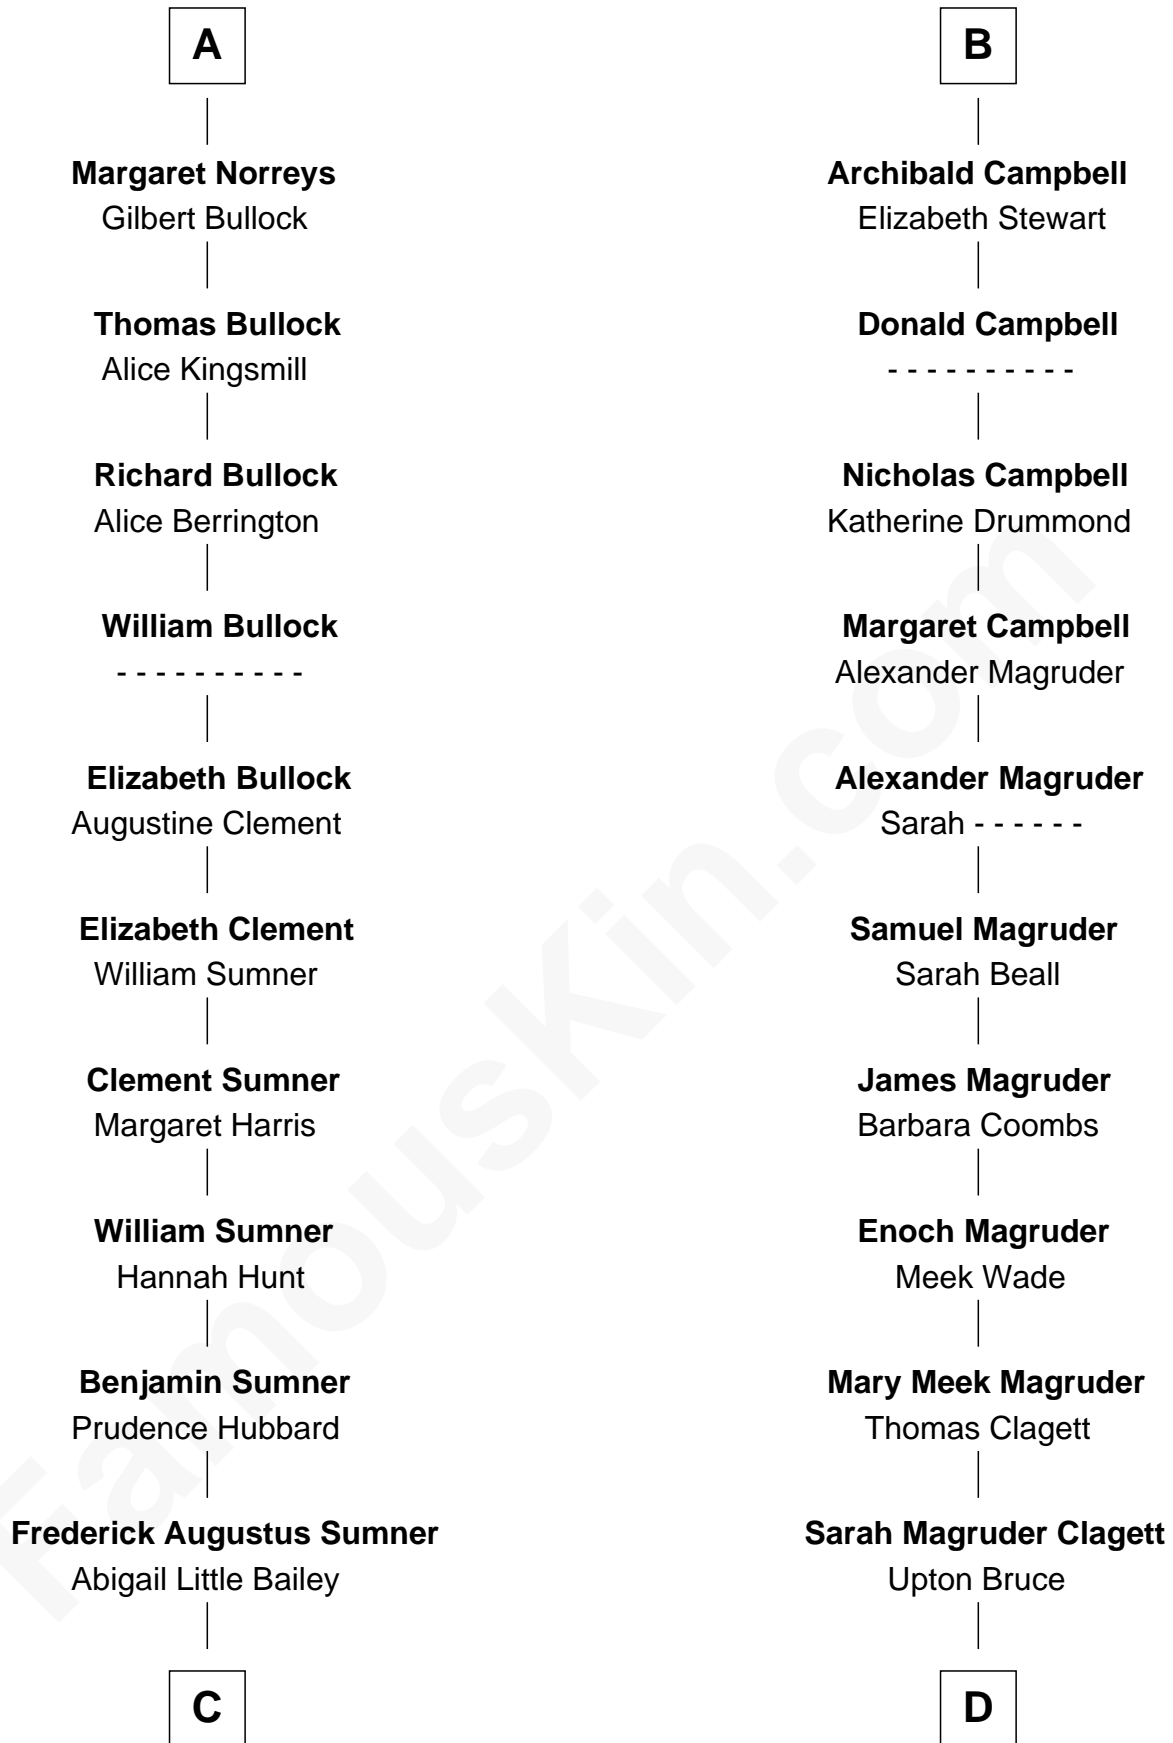 A
Margaret Norreys
Gilbert Bullock
Thomas Bullock
Alice Kingsmill
Richard Bullock
Alice Berrington
William Bullock
- - - - - - - - - -
Elizabeth Bullock
Augustine Clement
Elizabeth Clement
William Sumner
Clement Sumner
Margaret Harris
William Sumner
Hannah Hunt
Benjamin Sumner
Prudence Hubbard
Frederick Augustus Sumner
Abigail Little Bailey
C
B
Archibald Campbell
Elizabeth Stewart
Donald Campbell
- - - - - - - - - -
Nicholas Campbell
Katherine Drummond
Margaret Campbell
Alexander Magruder
Alexander Magruder
Sarah - - - - - -
Samuel Magruder
Sarah Beall
James Magruder
Barbara Coombs
Enoch Magruder
Meek Wade
Mary Meek Magruder
Thomas Clagett
Sarah Magruder Clagett
Upton Bruce
D
FamousKin.com